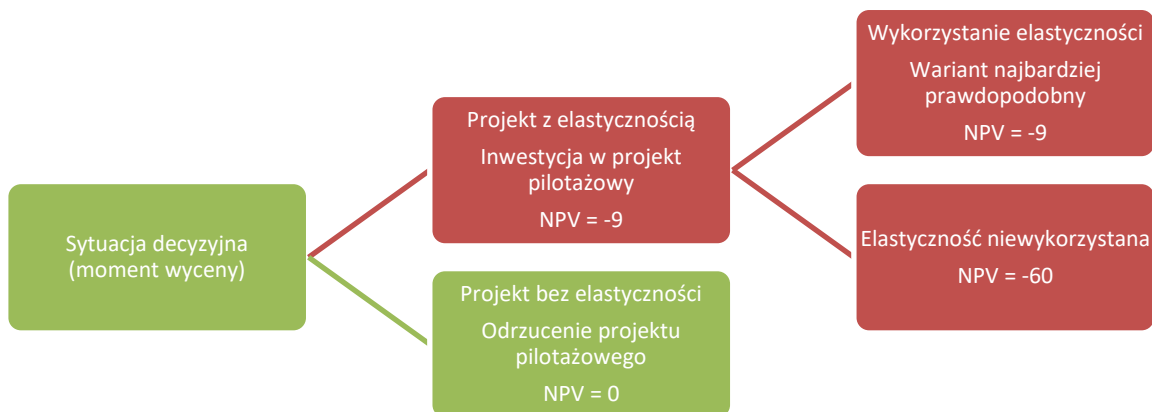 Sytuacja decyzyjna
(moment wyceny)
Projekt z elastycznością
Inwestycja w projekt
pilotażowy
NPV = -9
Wykorzystanie elastyczności
Wariant najbardziej
prawdopodobny
NPV = -9
Elastyczność niewykorzystana
NPV = -60
Projekt bez elastyczności
Odrzucenie projektu
pilotażowego
NPV = 0